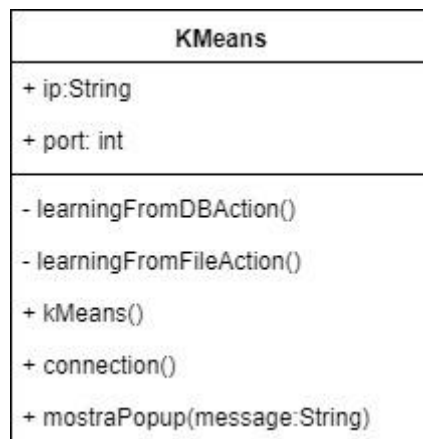 KMeans
+ ip:String
+ port: int
- learningFromDBAction()
- learningFromFileAction()
+ kMeans()
+ connection()
+ mostraPopup(message:String)